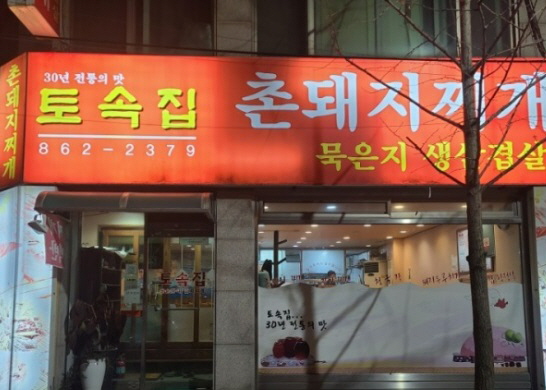 촌돼지찌개
30년 전통의 맛
토속집
862-2379
촌돼지찌개
묵은지 생삼겹살
토속집
토속집...
30년 전통의 맛